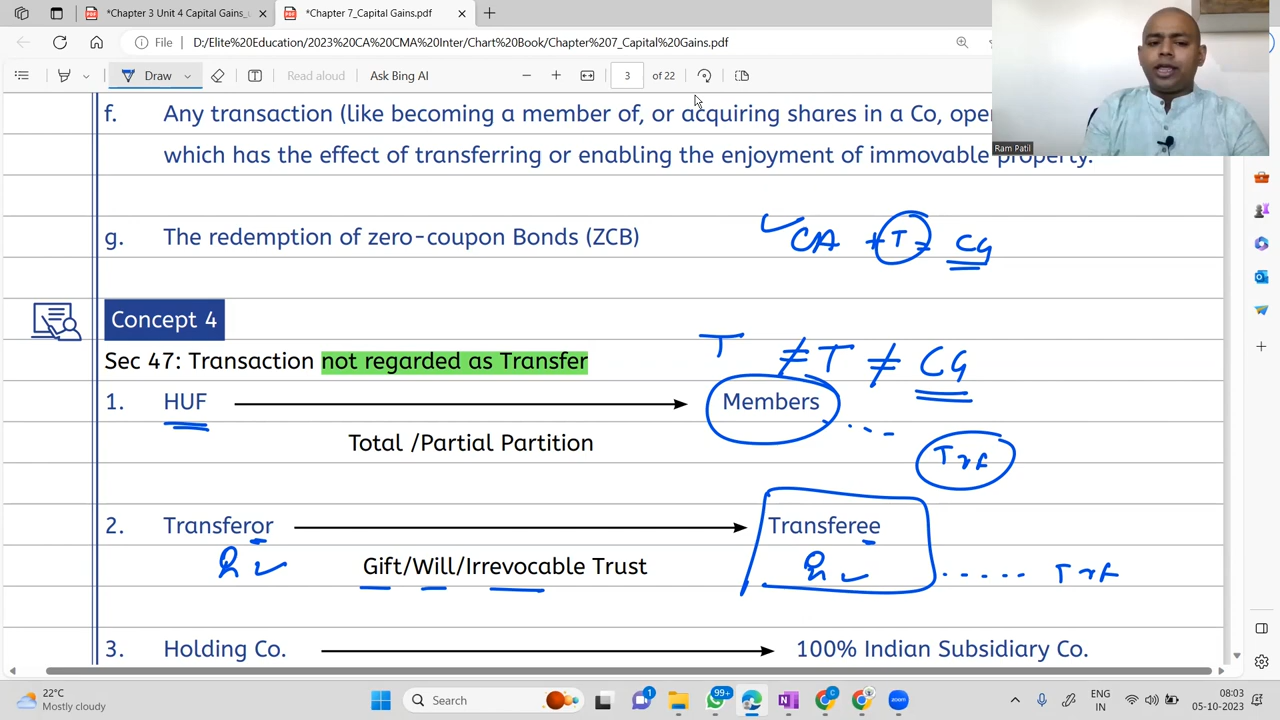 *Chapter 3 Unit 4 Capital Gains_
*Chapter 7_Capital Gains.pdf
File
D:/Elite%20Education/2023%20CA%20CMA%20Inter/Chart%20Book/Chapter%207_Capital%20Gains.pdf
Draw
Read aloud
Ask Bing AI
3
of 22
f. Any transaction (like becoming a member of, or acquiring shares in a Co, oper
which has the effect of transferring or enabling the enjoyment of immovable property.
Ram Patil
g. The redemption of zero-coupon Bonds (ZCB)
CA + T = CG
Concept 4
Sec 47: Transaction not regarded as Transfer
T ≠ T ≠ CG
1. HUF Members
Total /Partial Partition
Trf
2. Transferor Transferee
Gift/Will/Irrevocable Trust
Trf
3. Holding Co. 100% Indian Subsidiary Co.
22°C
Mostly cloudy
Search
1
99+
ENG
IN
08:03
05-10-2023